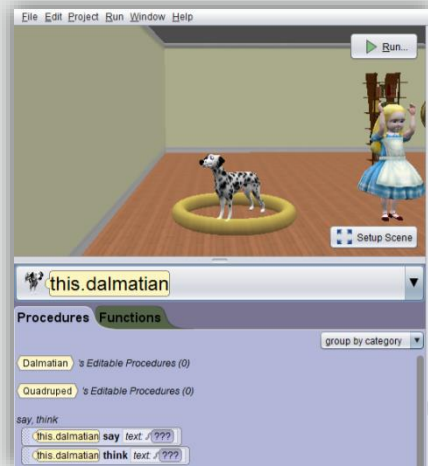 File Edit Project Run Window Help
Run...
Setup Scene
this.dalmatian
Procedures Functions
group by category
Dalmatian 's Editable Procedures (0)
Quadruped 's Editable Procedures (0)
say, think
this.dalmatian say text: ???
this.dalmatian think text: ???